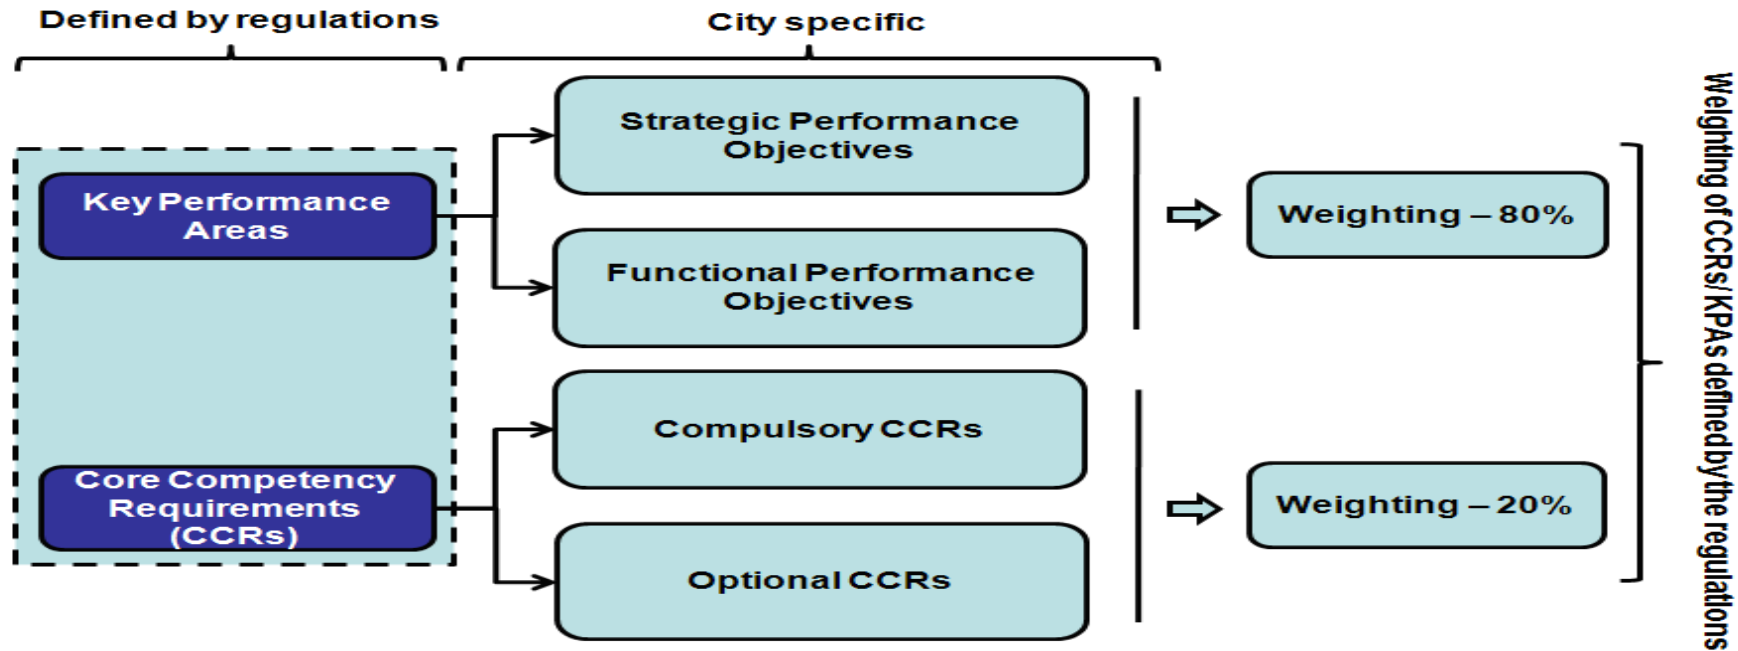 Defined by regulations
City specific
Key Performance
Areas
Strategic Performance
Objectives
Functional Performance
Objectives
Weighting – 80%
Core Competency
Requirements
(CCRs)
Compulsory CCRs
Optional CCRs
Weighting – 20%
Weighting of CCRs/ KPAs defined by the regulations